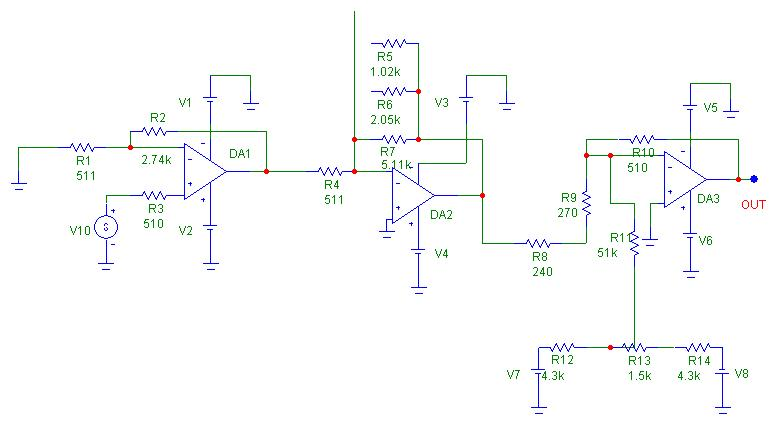 R5
1.02k
V1
V3
R6
2.05k
V5
R2
R7
5.11k
R10
510
2.74k
DA1
R1
511
R4
511
R3
510
DA2
DA3
OUT
R9
270
V10
V2
R11
51k
V6
V4
R8
240
R12
4.3k
R13
1.5k
R14
4.3k
V7
V8